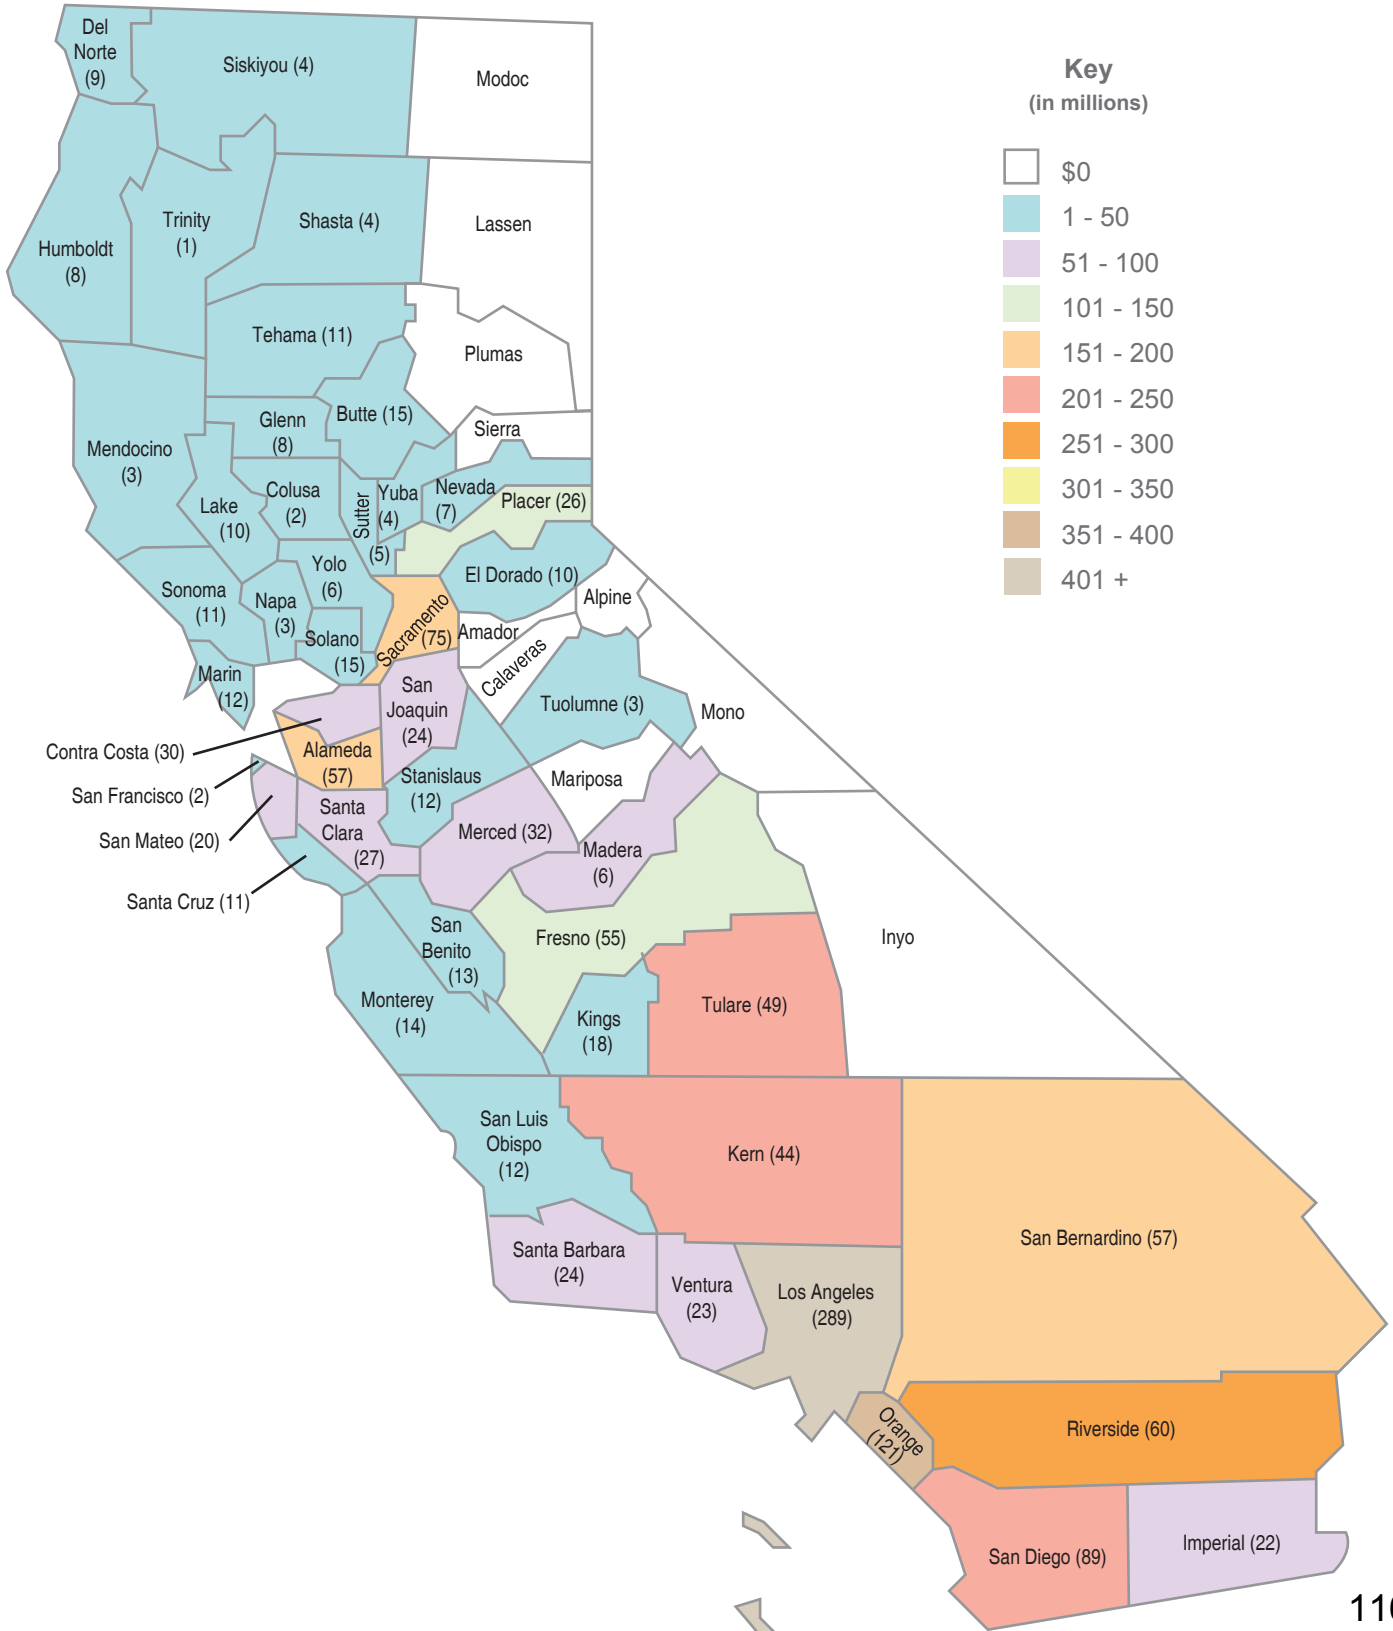 Del
Norte
(9)
Siskiyou (4)
Modoc
Key
(in millions)
$0
1 - 50
51 - 100
101 - 150
151 - 200
201 - 250
251 - 300
301 - 350
351 - 400
401 +
Humboldt
(8)
Trinity
(1)
Shasta (4)
Lassen
Tehama (11)
Plumas
Mendocino
(3)
Glenn
(8)
Butte (15)
Sierra
Lake
(10)
Colusa
(2)
Sutter
(5)
Yuba
(4)
Nevada
(7)
Placer (26)
Sonoma
(11)
Napa
(3)
Yolo
(6)
Solano
(15)
Sacramento
(75)
El Dorado (10)
Amador
Alpine
Marin
(12)
San
Joaquin
(24)
Calaveras
Tuolumne (3)
Mono
Contra Costa (30)
Alameda
(57)
San Francisco (2)
San Mateo (20)
Santa Cruz (11)
Santa
Clara
(27)
Stanislaus
(12)
Mariposa
Merced (32)
Madera
(6)
San
Benito
(13)
Fresno (55)
Inyo
Monterey
(14)
Kings
(18)
Tulare (49)
San Luis
Obispo
(12)
Kern (44)
San Bernardino (57)
Santa Barbara
(24)
Ventura
(23)
Los Angeles
(289)
Orange
(121)
Riverside (60)
San Diego (89)
Imperial (22)